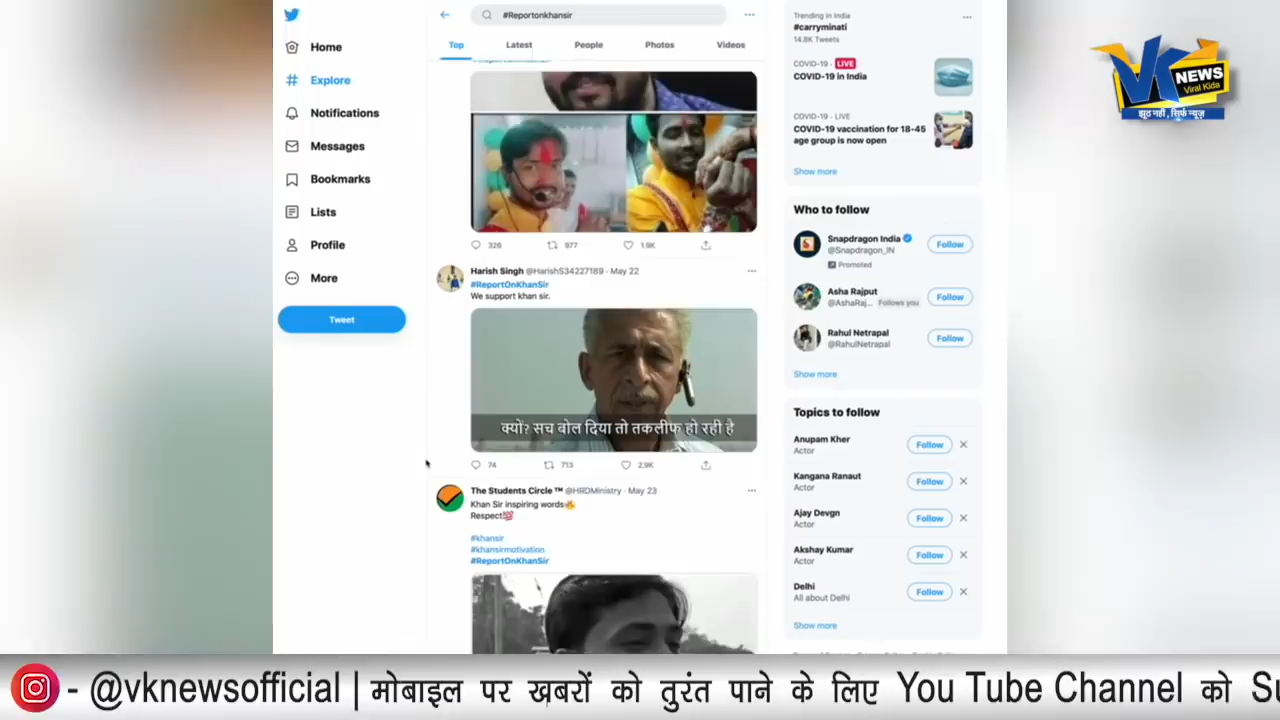 #Reportonkhansir
Top Latest People Photos Videos
Home
Explore
Notifications
Messages
Bookmarks
Lists
Profile
More
Tweet
326 977 1.9K
Harish Singh @HarishS34227189 · May 22
#ReportOnKhanSir
We support khan sir.
क्यों? सच बोल दिया तो तकलीफ हो रही है
74 713 2.9K
The Students Circle ™ @HRDMinistry · May 23
Khan Sir inspiring words🔥
Respect💯
#khansir
#khansirmotivation
#ReportOnKhanSir
Trending in India
#carryminati
14.8K Tweets
COVID-19 · LIVE
COVID-19 in India
COVID-19 · LIVE
COVID-19 vaccination for 18-45
age group is now open
Show more
Who to follow
Snapdragon India
@Snapdragon_IN
Follow
Promoted
Asha Rajput
@AshaRaj... Follows you
Follow
Rahul Netrapal
@RahulNetrapal
Follow
Show more
Topics to follow
Anupam Kher
Actor
Follow
Kangana Ranaut
Actor
Follow
Ajay Devgn
Actor
Follow
Akshay Kumar
Actor
Follow
Delhi
All about Delhi
Follow
Show more
VK NEWS
Viral Kida
झूठ नही, सिर्फ न्यूज़
- @vknewsofficial | मोबाइल पर ख़बरों को तुरंत पाने के लिए You Tube Channel को Su